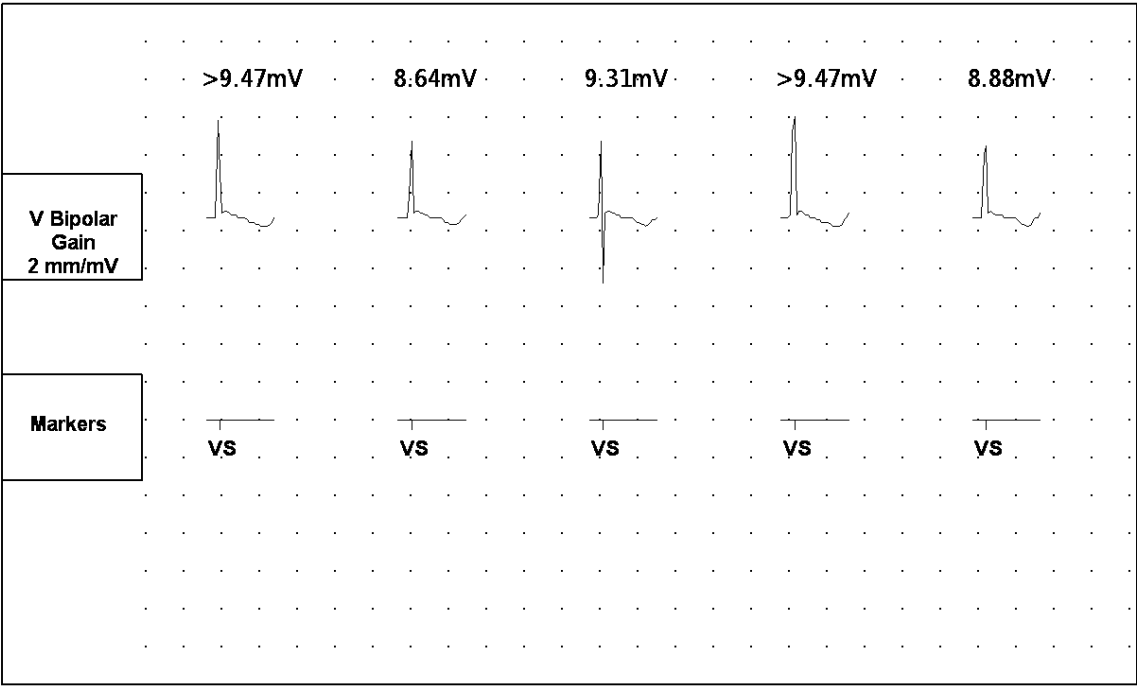 >9.47mV 8.64mV 9.31mV >9.47mV 8.88mV
V Bipolar
Gain
2 mm/mV
Markers
VS VS VS VS VS